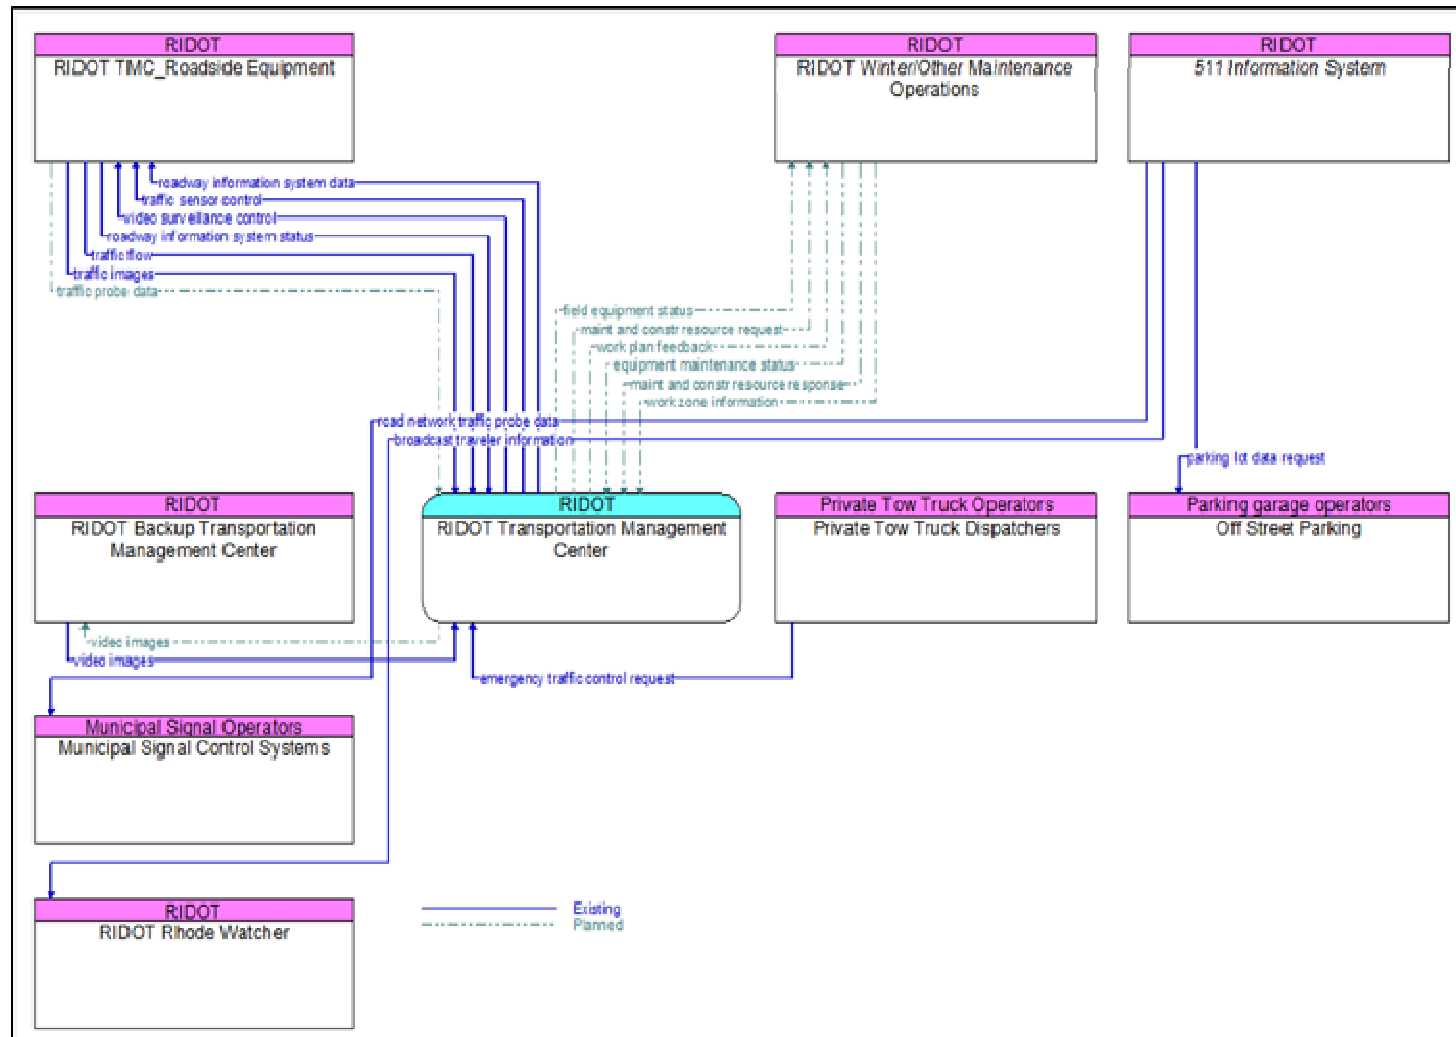 RIDOT
RIDOT TMC_Roadside Equipment
RIDOT
RIDOT Winter/Other Maintenance
Operations
RIDOT
511 Information System
roadway information system data
traffic sensor control
video surveillance control
roadway information system status
traffic flow
traffic images
traffic probe data
field equipment status
maint and constr resource request
work plan feedback
equipment maintenance status
maint and constr resource response
work zone information
road network traffic probe data
broadcast traveler information
parking lot data request
RIDOT
RIDOT Backup Transportation
Management Center
RIDOT
RIDOT Transportation Management
Center
Private Tow Truck Operators
Private Tow Truck Dispatchers
Parking garage operators
Off Street Parking
video images
video images
emergency traffic control request
Municipal Signal Operators
Municipal Signal Control Systems
RIDOT
RIDOT Rhode Watcher
Existing
Planned